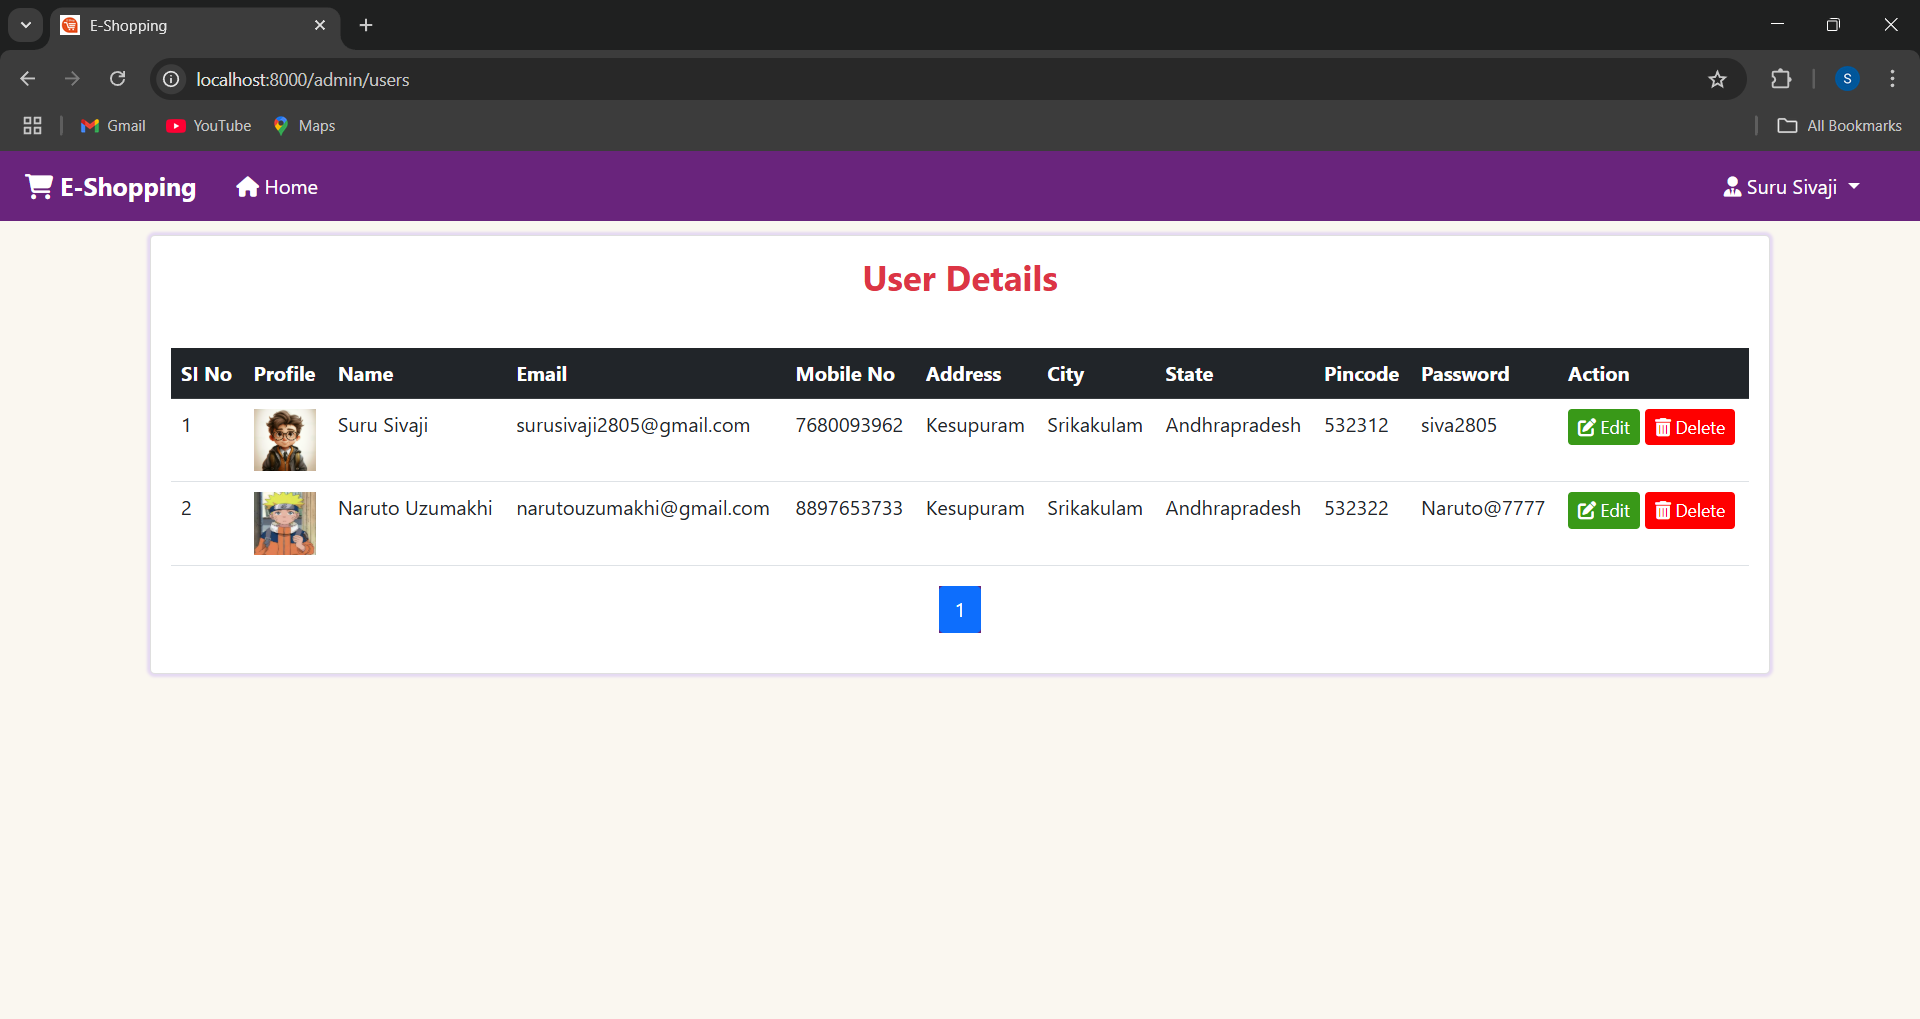 E-Shopping
localhost:8000/admin/users
S
Gmail YouTube Maps All Bookmarks
E-Shopping Home Suru Sivaji
User Details
SI No Profile Name Email Mobile No Address City State Pincode Password Action
1 Suru Sivaji surusivaji2805@gmail.com 7680093962 Kesupuram Srikakulam Andhrapradesh 532312 siva2805 Edit Delete
2 Naruto Uzumakhi narutouzumakhi@gmail.com 8897653733 Kesupuram Srikakulam Andhrapradesh 532322 Naruto@7777 Edit Delete
1